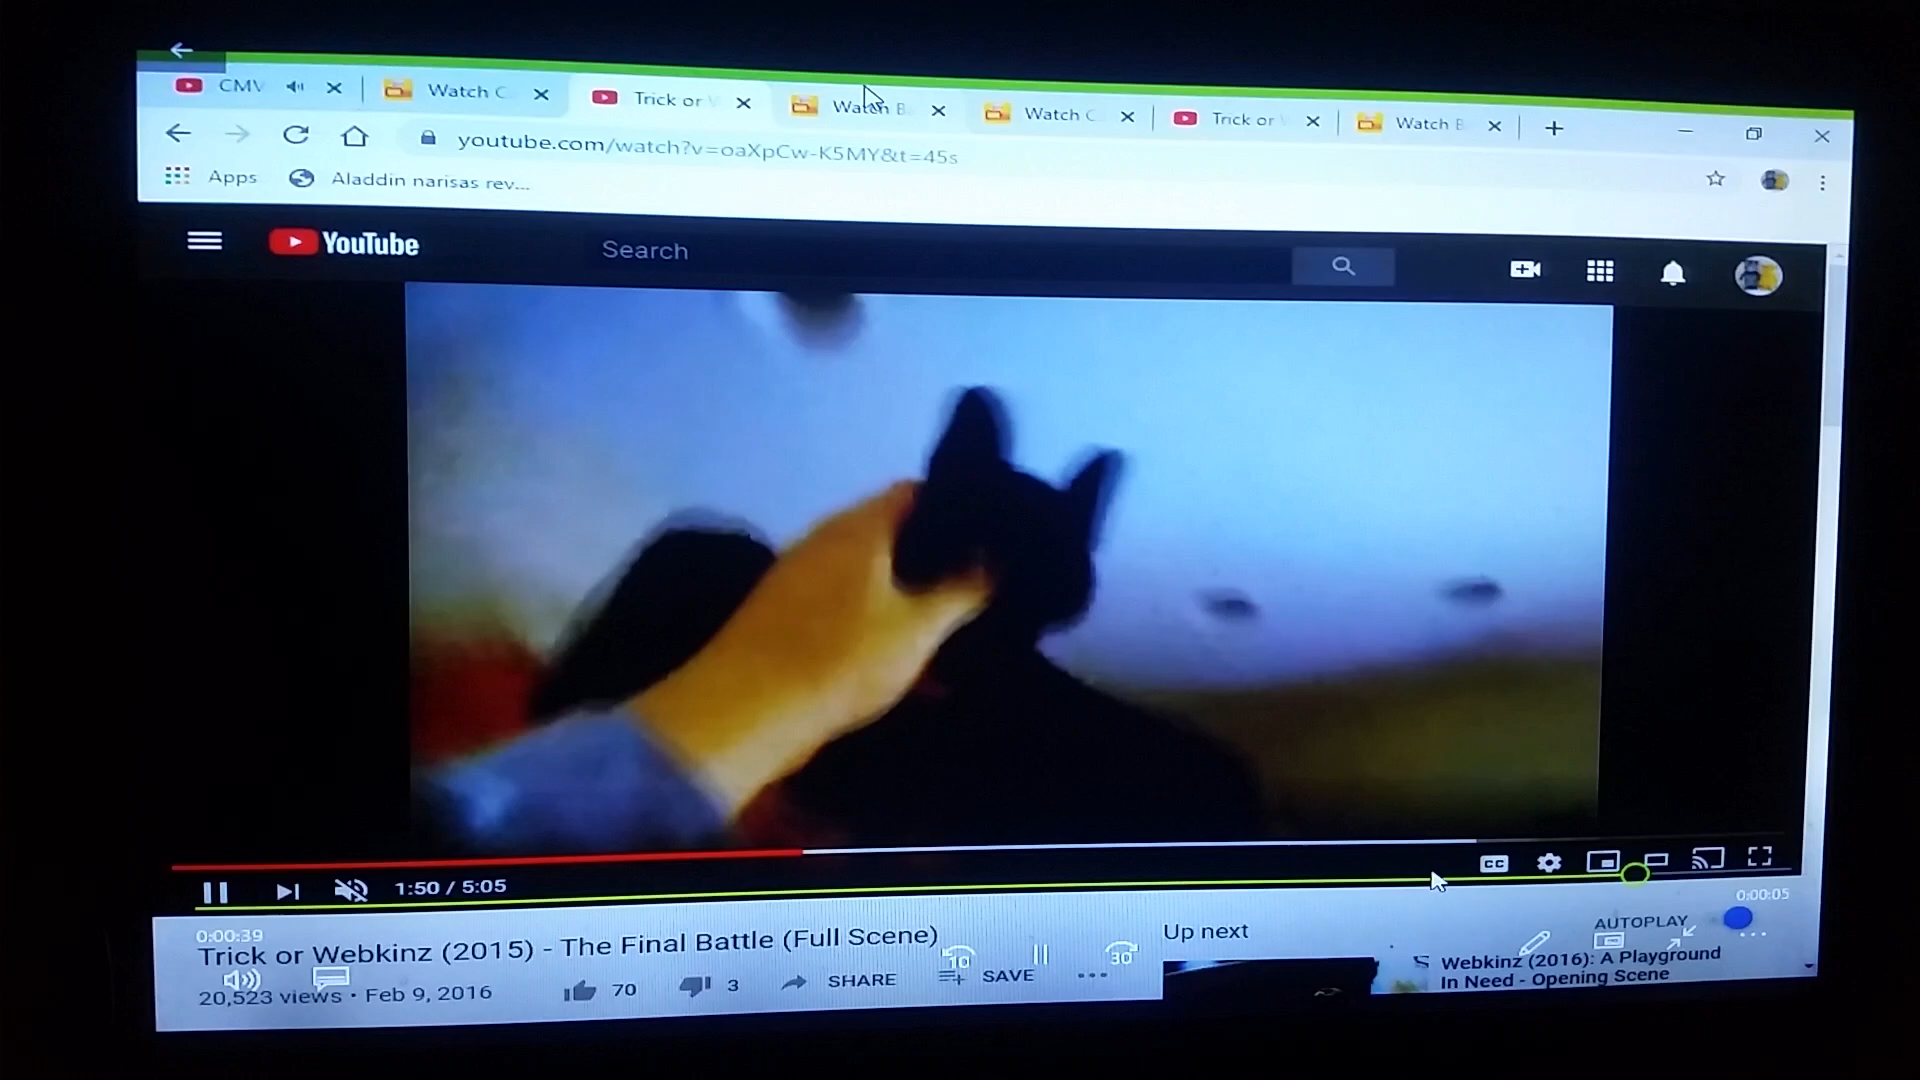 CMV
Watch C
Trick or
Watch B
Watch C
Trick or
Watch B
youtube.com/watch?v=oaXpCw-K5MY&t=45s
Apps
Aladdin narisas rev...
YouTube
Search
CC
1:50 / 5:05
0:00:05
0:00:39
Trick or Webkinz (2015) - The Final Battle (Full Scene)
20,523 views • Feb 9, 2016
70
3
SHARE
SAVE
10
30
Up next
AUTOPLAY
Webkinz (2016): A Playground
In Need - Opening Scene